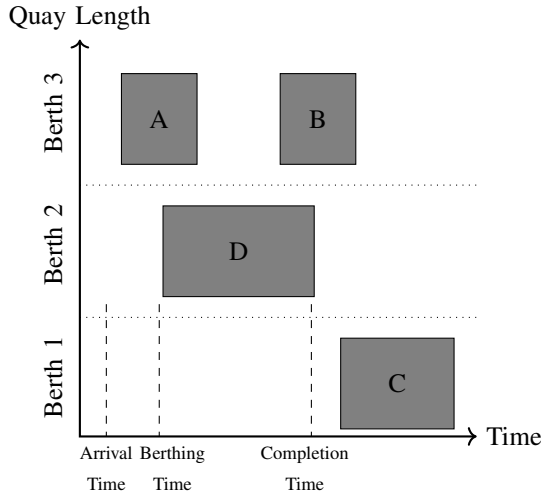 Quay Length
Berth 3
A
B
Berth 2
D
Berth 1
C
Time
Arrival Berthing Completion
Time Time Time